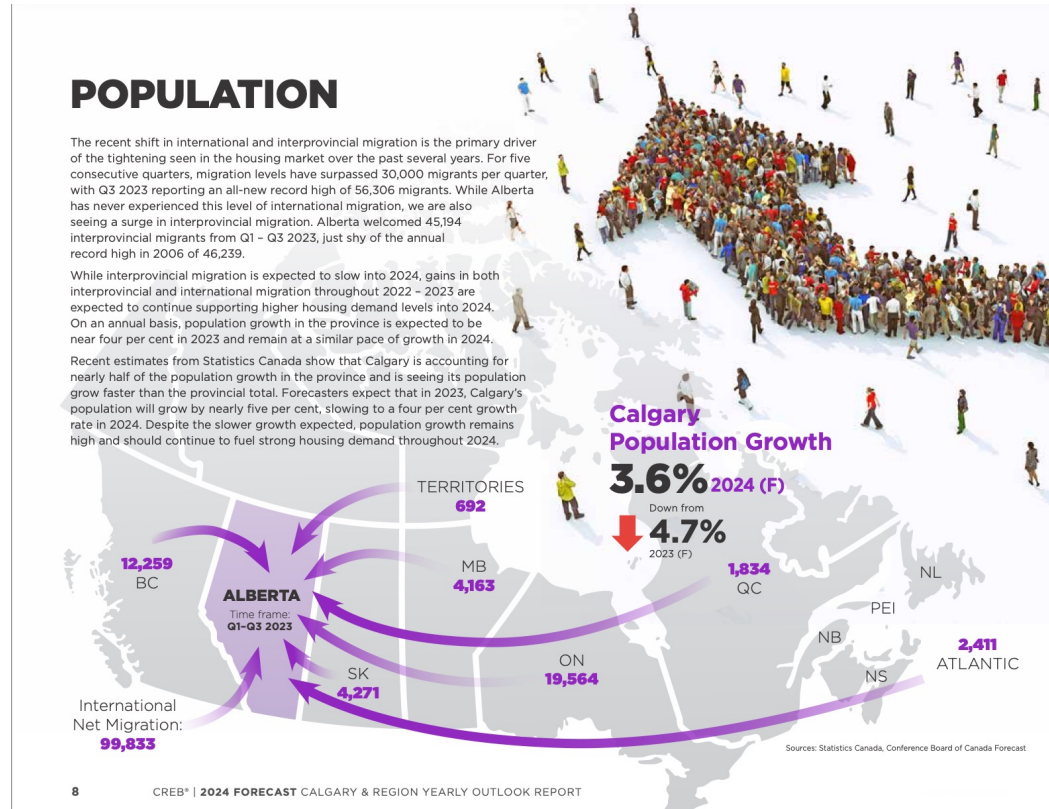 POPULATION
The recent shift in international and interprovincial migration is the primary driver
of the tightening seen in the housing market over the past several years. For five
consecutive quarters, migration levels have surpassed 30,000 migrants per quarter,
with Q3 2023 reporting an all-new record high of 56,306 migrants. While Alberta
has never experienced this level of international migration, we are also
seeing a surge in interprovincial migration. Alberta welcomed 45,194
interprovincial migrants from Q1 – Q3 2023, just shy of the annual
record high in 2006 of 46,239.
While interprovincial migration is expected to slow into 2024, gains in both
interprovincial and international migration throughout 2022 – 2023 are
expected to continue supporting higher housing demand levels into 2024.
On an annual basis, population growth in the province is expected to be
near four per cent in 2023 and remain at a similar pace of growth in 2024.
Recent estimates from Statistics Canada show that Calgary is accounting for
nearly half of the population growth in the province and is seeing its population
grow faster than the provincial total. Forecasters expect that in 2023, Calgary's
population will grow by nearly five per cent, slowing to a four per cent growth
rate in 2024. Despite the slower growth expected, population growth remains
high and should continue to fuel strong housing demand throughout 2024.
Calgary
Population Growth
3.6% 2024 (F)
Down from
4.7%
2023 (F)
TERRITORIES
692
12,259
BC
ALBERTA
Time frame:
Q1–Q3 2023
MB
4,163
1,834
QC
NL
PEI
NB
NS
2,411
ATLANTIC
SK
4,271
ON
19,564
International
Net Migration:
99,833
Sources: Statistics Canada, Conference Board of Canada Forecast
8 CREB® | 2024 FORECAST CALGARY & REGION YEARLY OUTLOOK REPORT